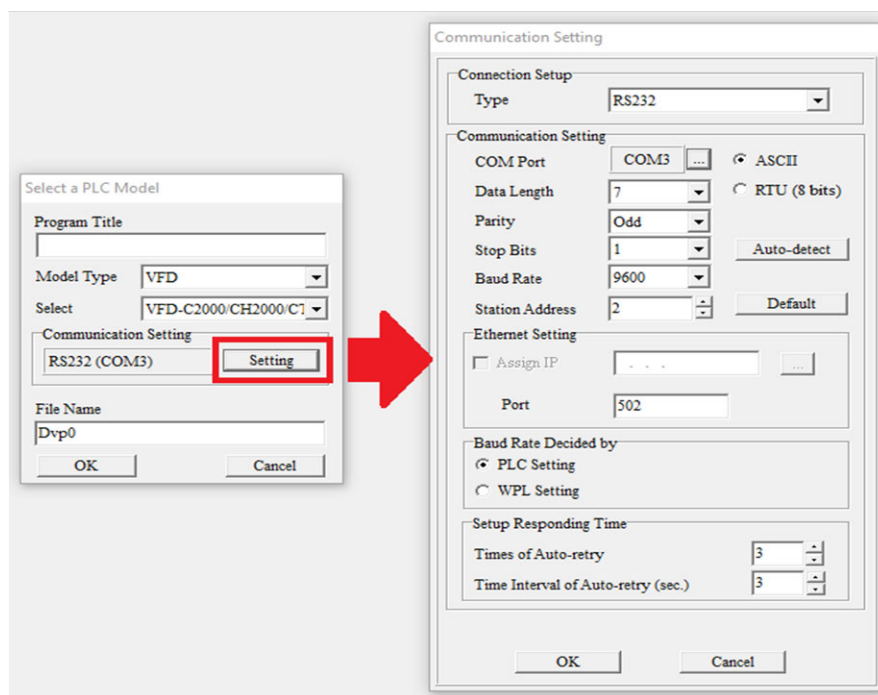 Select a PLC Model
Program Title
Model Type VFD
Select VFD-C2000/CH2000/CT
Communication Setting
RS232 (COM3) Setting
File Name
Dvp0
OK Cancel
Communication Setting
Connection Setup
Type RS232
Communication Setting
COM Port COM3 ... ASCII
Data Length 7 RTU (8 bits)
Parity Odd
Stop Bits 1 Auto-detect
Baud Rate 9600
Station Address 2 Default
Ethernet Setting
Assign IP . . . ...
Port 502
Baud Rate Decided by
PLC Setting
WPL Setting
Setup Responding Time
Times of Auto-retry 3
Time Interval of Auto-retry (sec.) 3
OK Cancel